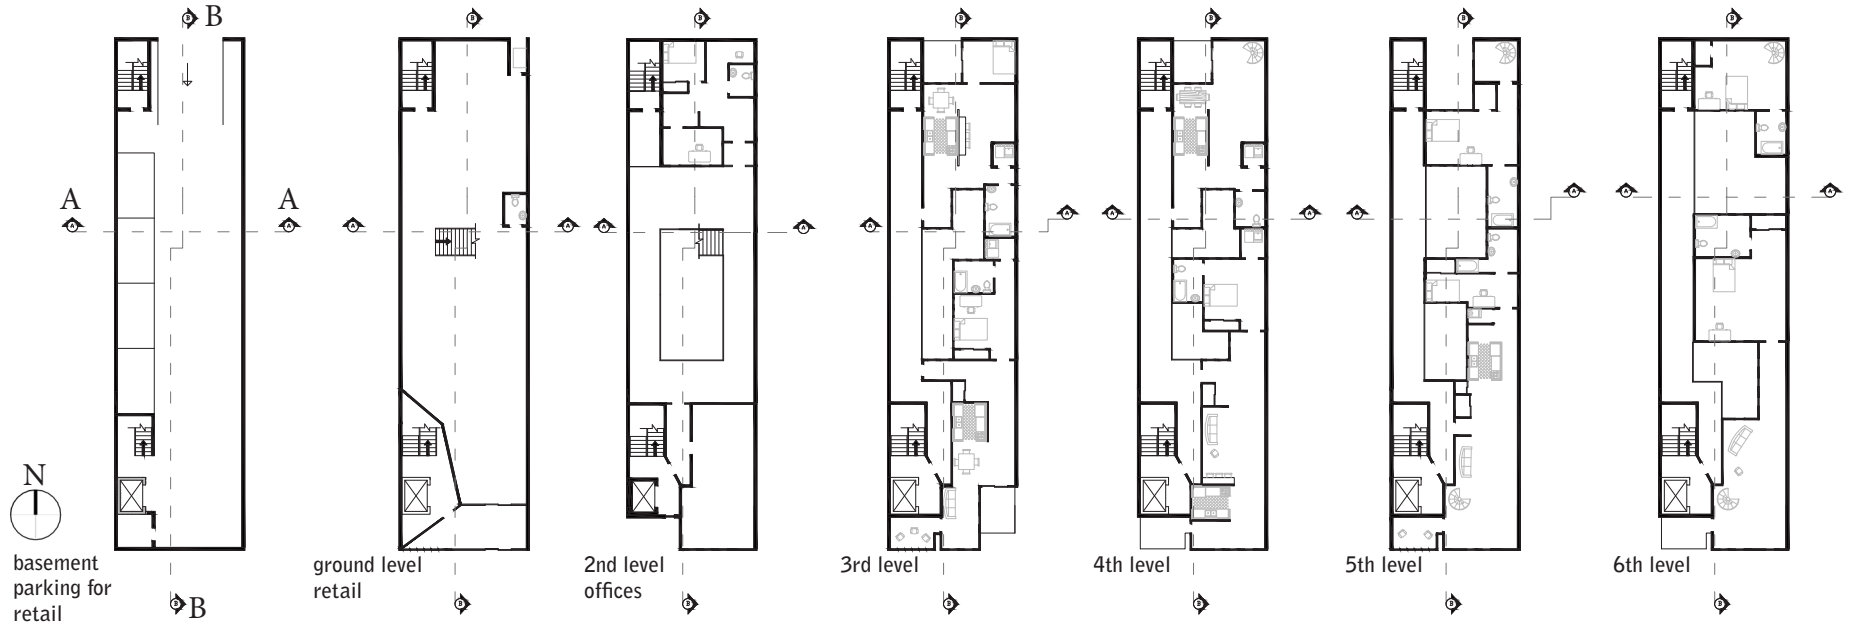 B
A
A
N
basement
parking for
retail
B
ground level
retail
2nd level
offices
3rd level
4th level
5th level
6th level